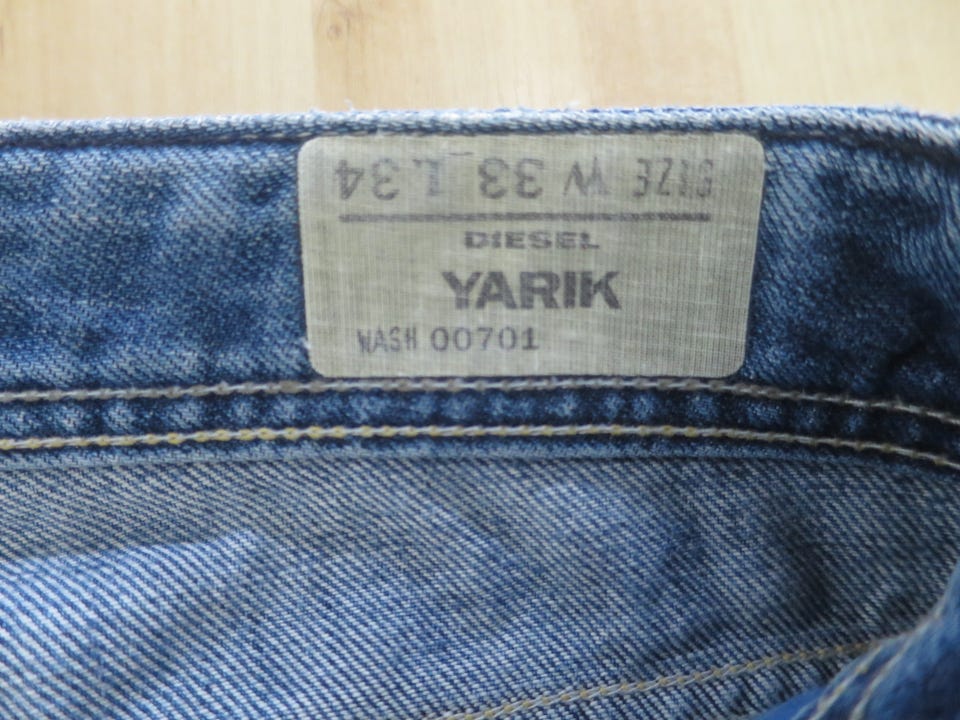 SIZE W 33 L 34
DIESEL
YARIK
WASH 00701